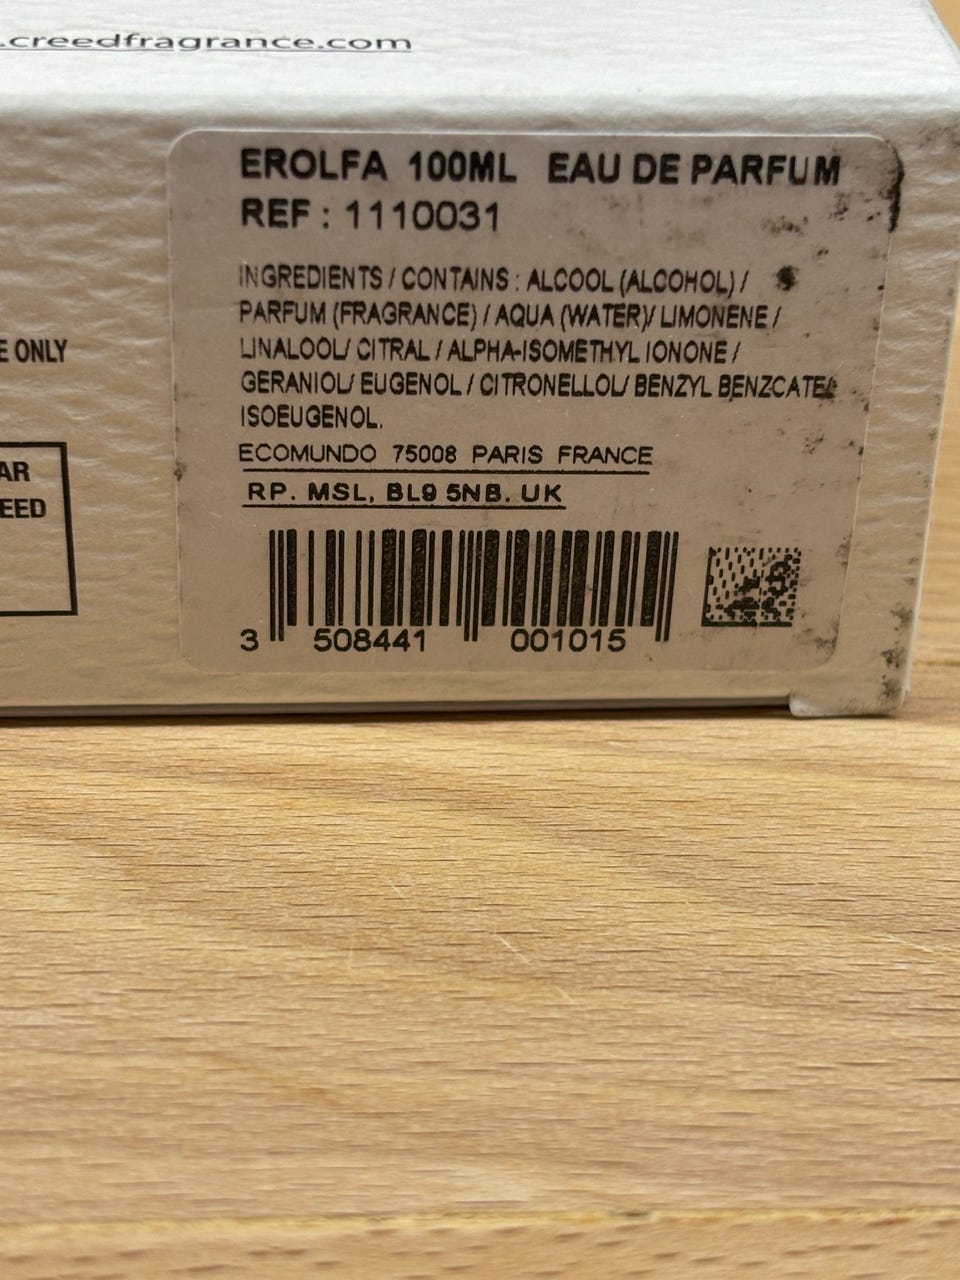 .creedfragrance.com
EROLFA 100ML EAU DE PARFUM
REF : 1110031
INGREDIENTS / CONTAINS : ALCOOL (ALCOHOL) /
PARFUM (FRAGRANCE) / AQUA (WATER)/ LIMONENE /
E ONLY
LINALOOL/ CITRAL / ALPHA-ISOMETHYL IONONE /
GERANIOL/ EUGENOL / CITRONELLOL/ BENZYL BENZCATE/
ISOEUGENOL.
ECOMUNDO 75008 PARIS FRANCE
AR
RP. MSL, BL9 5NB. UK
EED
3 508441 001015